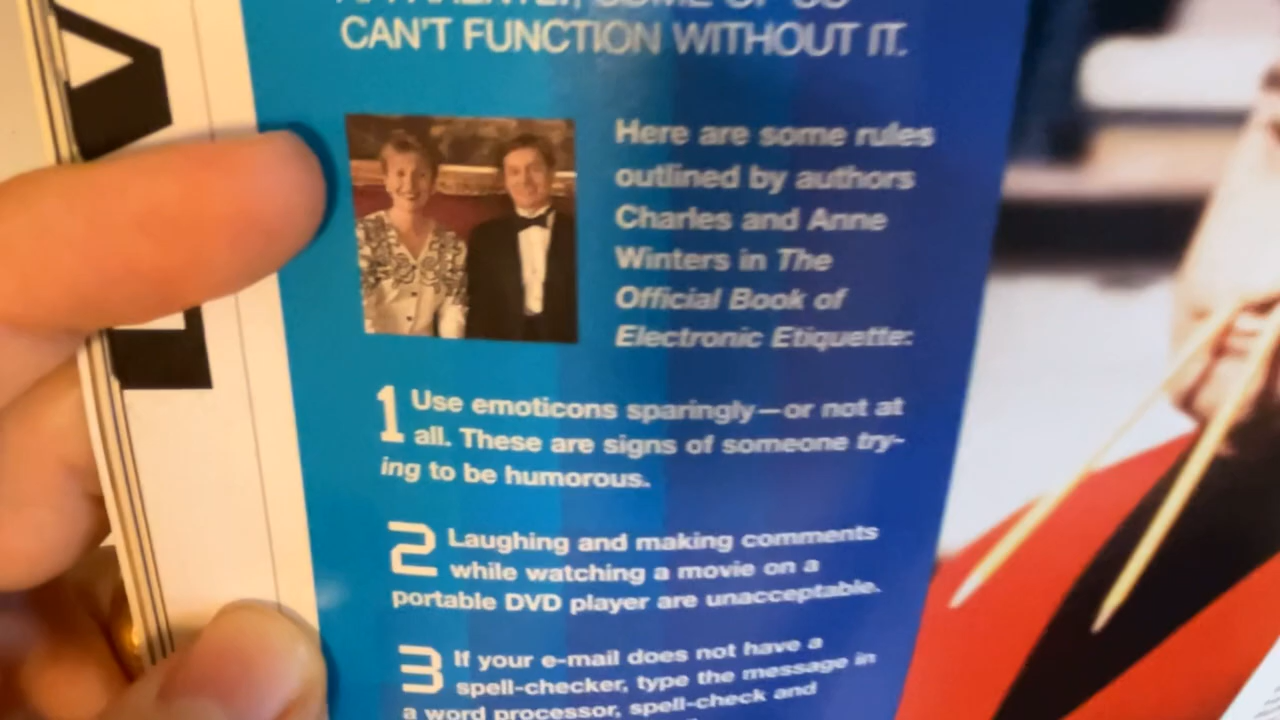 CAN'T FUNCTION WITHOUT IT.
Here are some rules
outlined by authors
Charles and Anne
Winters in The
Official Book of
Electronic Etiquette:
1 Use emoticons sparingly—or not at
all. These are signs of someone try-
ing to be humorous.
2 Laughing and making comments
while watching a movie on a
portable DVD player are unacceptable.
3 If your e-mail does not have a
spell-checker, type the message in
a word processor, spell-check and